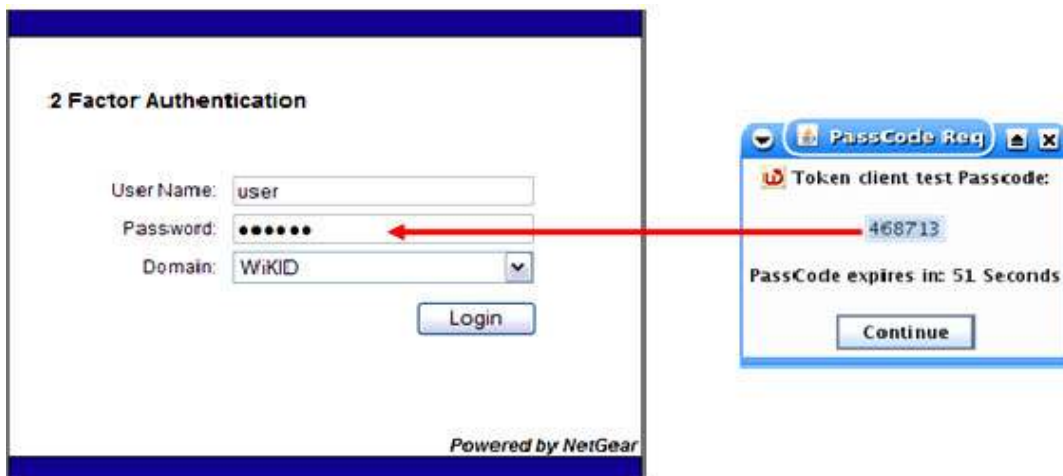 2 Factor Authentication
User Name: user
Password: ••••••
Domain: WiKID
Login
Powered by NetGear
PassCode Req
Token client test Passcode:
468713
PassCode expires in: 51 Seconds
Continue